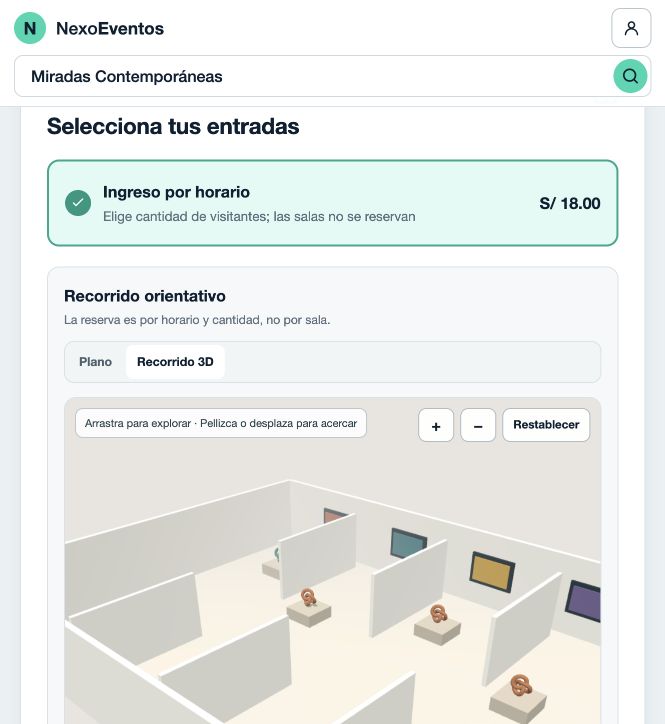 N NexoEventos
Miradas Contemporáneas
Selecciona tus entradas
Ingreso por horario
Elige cantidad de visitantes; las salas no se reservan
S/ 18.00
Recorrido orientativo
La reserva es por horario y cantidad, no por sala.
Plano Recorrido 3D
Arrastra para explorar · Pellizca o desplaza para acercar + − Restablecer